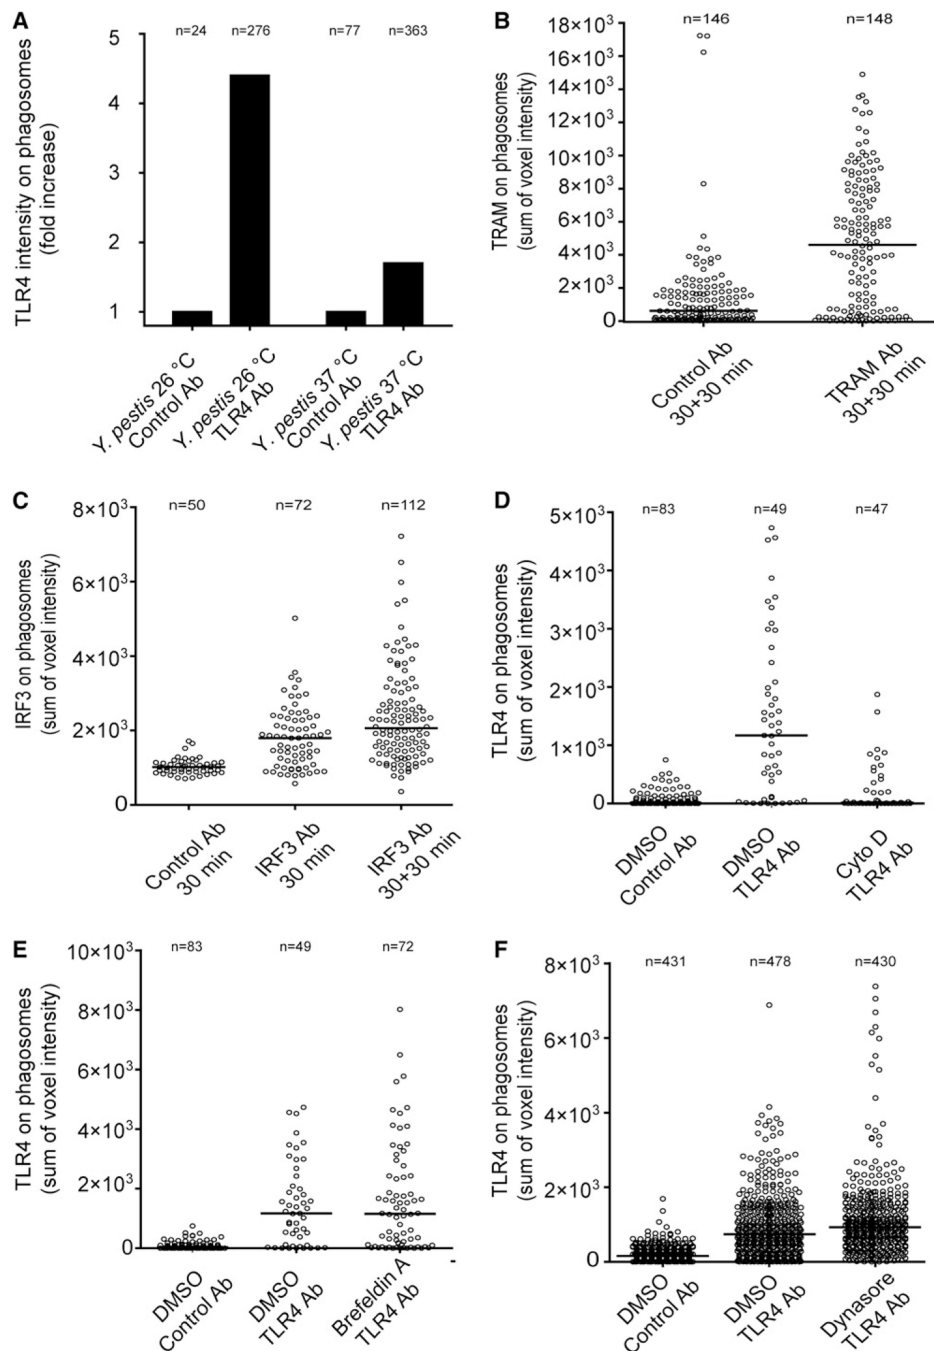 A
TLR4 intensity on phagosomes
(fold increase)
5
4
3
2
1
n=24
n=276
n=77
n=363
Y. pestis 26 °C
Control Ab
Y. pestis 26 °C
TLR4 Ab
Y. pestis 37 °C
Control Ab
Y. pestis 37 °C
TLR4 Ab
B
TRAM on phagosomes
(sum of voxel intensity)
18×10³
16×10³
14×10³
12×10³
10×10³
8×10³
6×10³
4×10³
2×10³
0
n=146
n=148
Control Ab
30+30 min
TRAM Ab
30+30 min
C
IRF3 on phagosomes
(sum of voxel intensity)
8×10³
6×10³
4×10³
2×10³
0
n=50
n=72
n=112
Control Ab
30 min
IRF3 Ab
30 min
IRF3 Ab
30+30 min
D
TLR4 on phagosomes
(sum of voxel intensity)
5×10³
4×10³
3×10³
2×10³
1×10³
0
n=83
n=49
n=47
DMSO
Control Ab
DMSO
TLR4 Ab
Cyto D
TLR4 Ab
E
TLR4 on phagosomes
(sum of voxel intensity)
10×10³
8×10³
6×10³
4×10³
2×10³
0
n=83
n=49
n=72
DMSO
Control Ab
DMSO
TLR4 Ab
Brefeldin A
TLR4 Ab
F
TLR4 on phagosomes
(sum of voxel intensity)
8×10³
6×10³
4×10³
2×10³
0
n=431
n=478
n=430
DMSO
Control Ab
DMSO
TLR4 Ab
Dynasore
TLR4 Ab